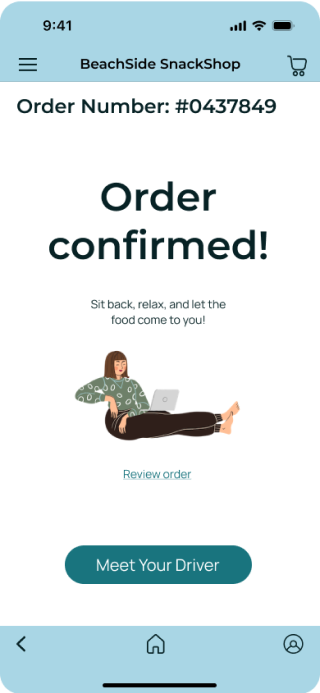 9:41
BeachSide SnackShop
Order Number: #0437849
Order
confirmed!
Sit back, relax, and let the
food come to you!
Review order
Meet Your Driver